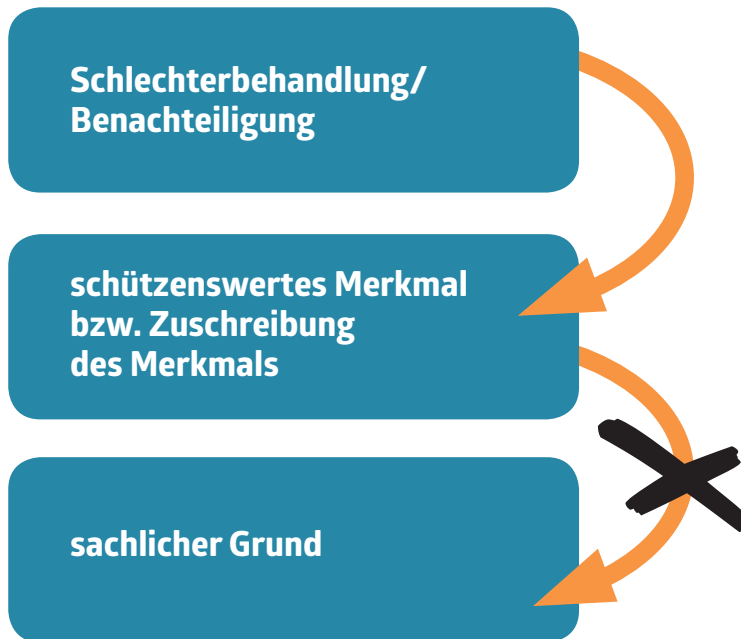 Schlechterbehandlung/
Benachteiligung
schützenswertes Merkmal
bzw. Zuschreibung
des Merkmals
sachlicher Grund